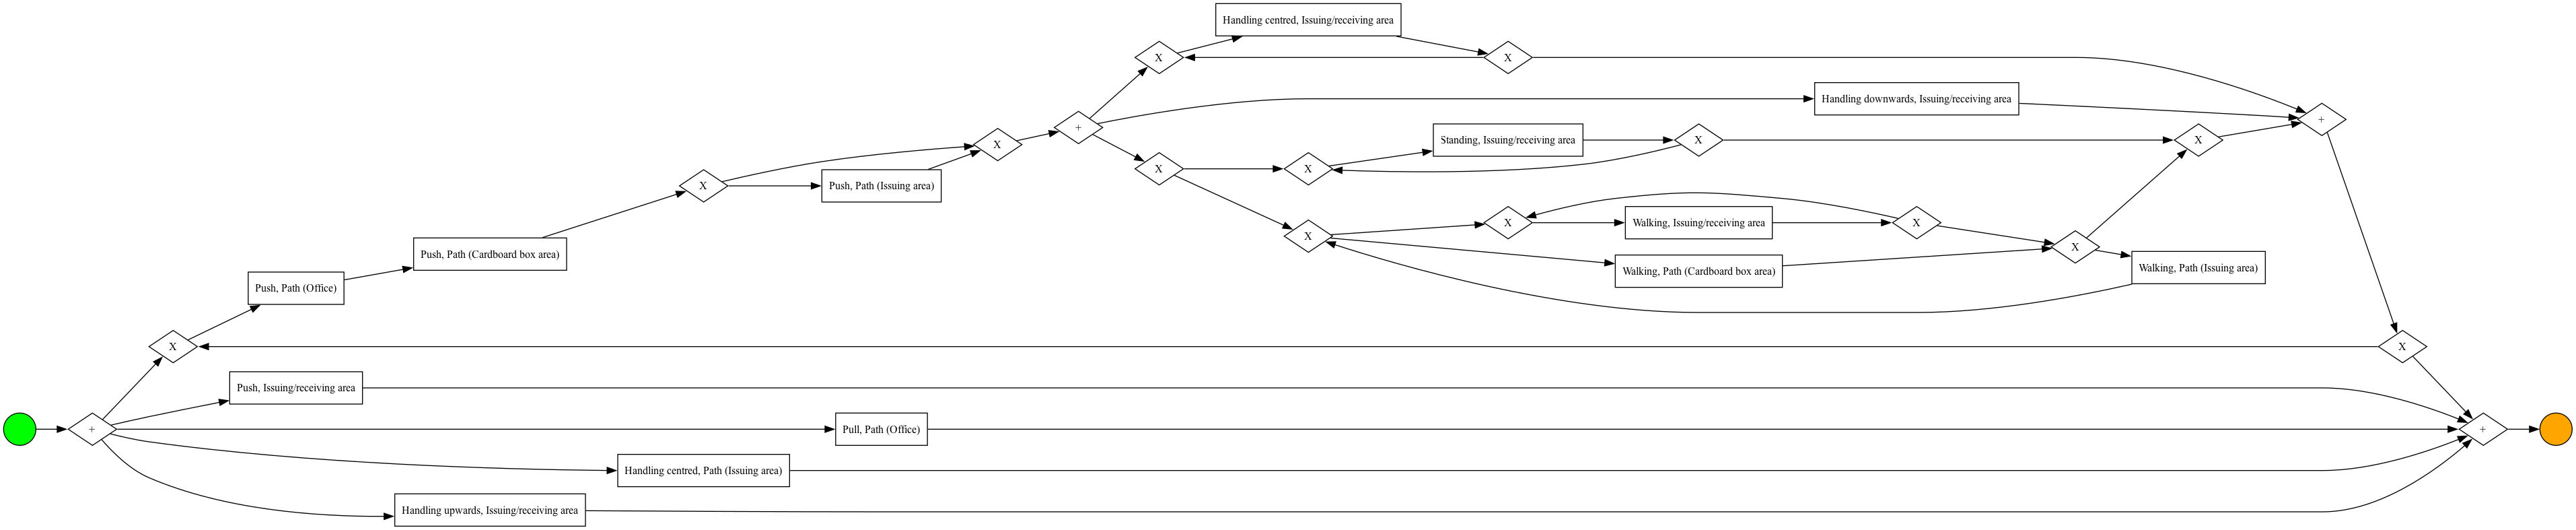 Handling centred, Issuing/receiving area
X
X
Handling downwards, Issuing/receiving area
+
+
Standing, Issuing/receiving area
X
X
X
X
X
X
Push, Path (Issuing area)
X
Walking, Issuing/receiving area
X
X
X
X
Push, Path (Cardboard box area)
Walking, Path (Cardboard box area)
Walking, Path (Issuing area)
Push, Path (Office)
X
X
Push, Issuing/receiving area
+
Pull, Path (Office)
+
Handling centred, Path (Issuing area)
Handling upwards, Issuing/receiving area